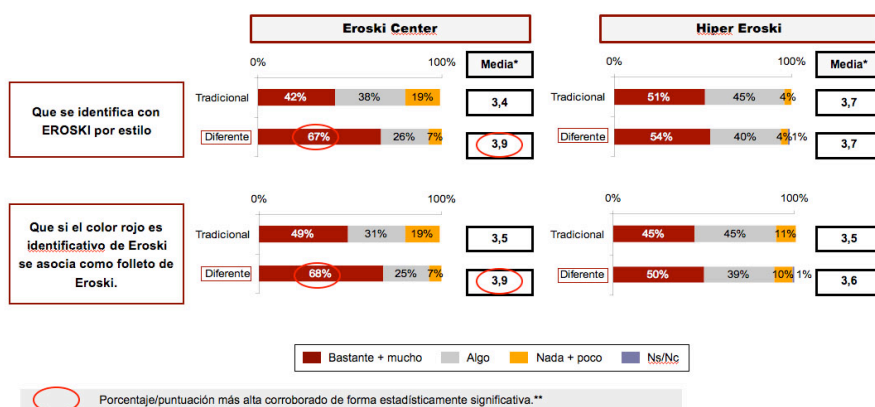 Eroski Center
Hiper Eroski
0%
100%
Media*
0%
100%
Media*
Que se identifica con
EROSKI por estilo
Tradicional
42%
38%
19%
3,4
Tradicional
51%
45%
4%
3,7
Diferente
67%
26%
7%
3,9
Diferente
54%
40%
4%
1%
3,7
0%
100%
0%
100%
Que si el color rojo es
identificativo de Eroski
se asocia como folleto de
Eroski.
Tradicional
49%
31%
19%
3,5
Tradicional
45%
45%
11%
3,5
Diferente
68%
25%
7%
3,9
Diferente
50%
39%
10%
1%
3,6
Bastante + mucho
Algo
Nada + poco
Ns/Nc
Porcentaje/puntuación más alta corroborado de forma estadísticamente significativa.**